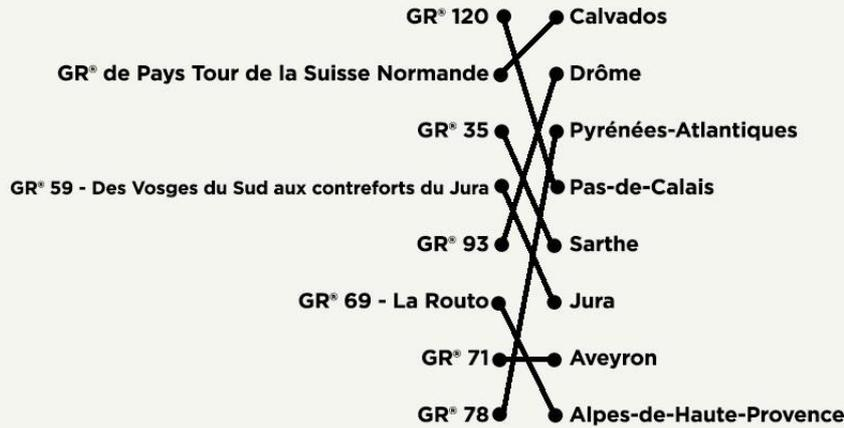 GR® 120 Calvados
GR® de Pays Tour de la Suisse Normande Drôme
GR® 35 Pyrénées-Atlantiques
GR® 59 - Des Vosges du Sud aux contreforts du Jura Pas-de-Calais
GR® 93 Sarthe
GR® 69 - La Routo Jura
GR® 71 Aveyron
GR® 78 Alpes-de-Haute-Provence